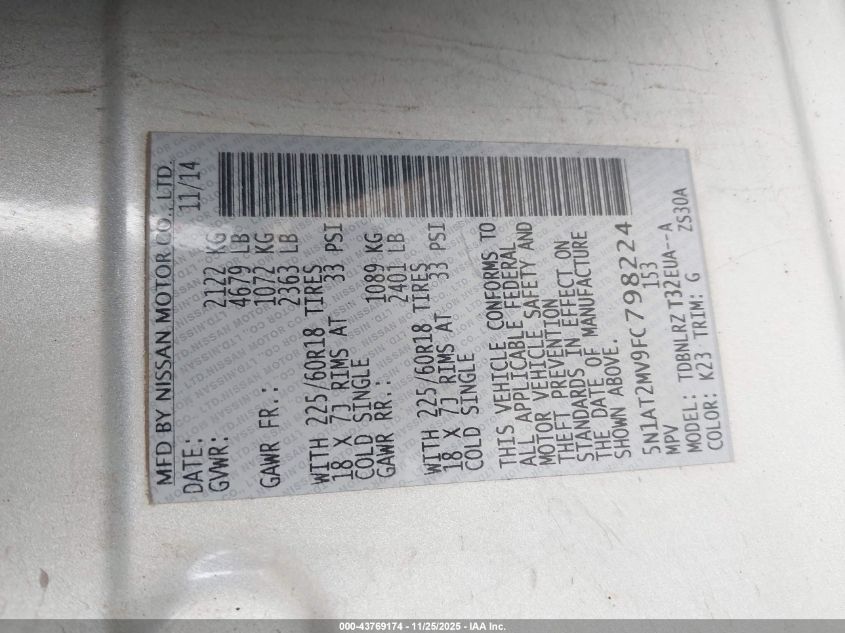 MFD BY NISSAN MOTOR CO., LTD.
DATE: 11/14
GVWR: 2122 KG
4679 LB
GAWR FR.: 1072 KG
2363 LB
WITH 225/60R18 TIRES
18 X 7J RIMS AT 33 PSI
COLD SINGLE
GAWR RR.: 1089 KG
2401 LB
WITH 225/60R18 TIRES
18 X 7J RIMS AT 33 PSI
COLD SINGLE
THIS VEHICLE CONFORMS TO
ALL APPLICABLE FEDERAL
MOTOR VEHICLE SAFETY AND
THEFT PREVENTION
STANDARDS IN EFFECT ON
THE DATE OF MANUFACTURE
SHOWN ABOVE.
5N1AT2MV9FC798224
MPV 153
MODEL: TDBNLRZ T32EUA--A
COLOR: K23 TRIM: G ZS30A
000-43769174 - 11/25/2025 - IAA Inc.